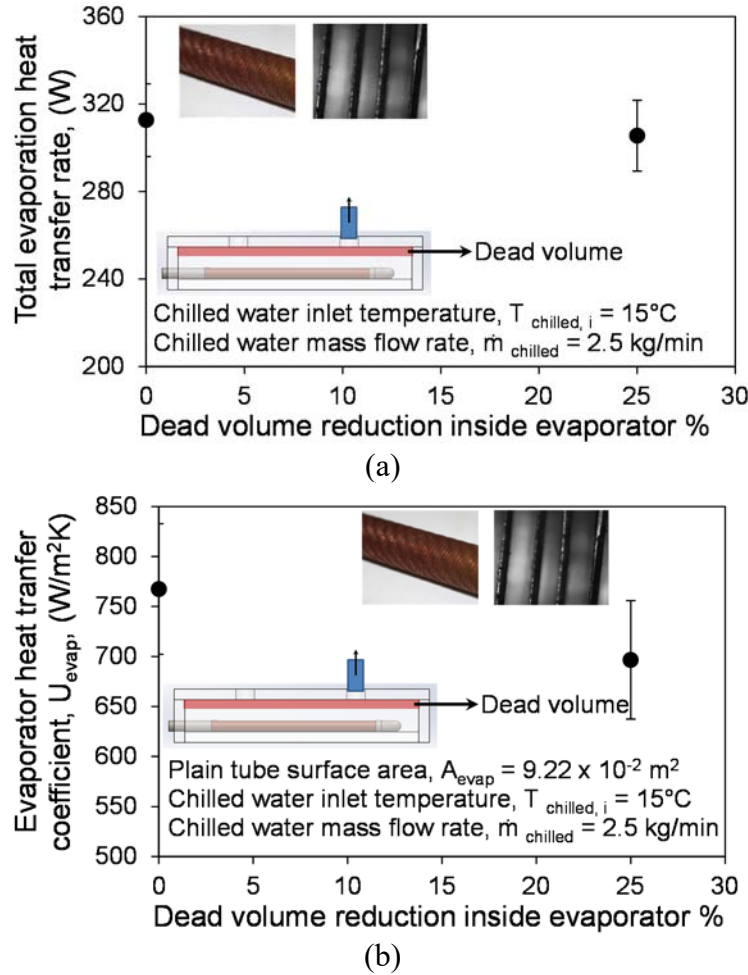 Total evaporation heat
transfer rate, (W)
360
320
280
240
200
Dead volume
Chilled water inlet temperature, T chilled, i = 15°C
Chilled water mass flow rate, ṁ chilled = 2.5 kg/min
0 5 10 15 20 25 30
Dead volume reduction inside evaporator %
(a)
Evaporator heat tranfer
coefficient, U evap, (W/m²K)
850
800
750
700
650
600
550
500
Dead volume
Plain tube surface area, A evap = 9.22 x 10⁻² m²
Chilled water inlet temperature, T chilled, i = 15°C
Chilled water mass flow rate, ṁ chilled = 2.5 kg/min
0 5 10 15 20 25 30
Dead volume reduction inside evaporator %
(b)